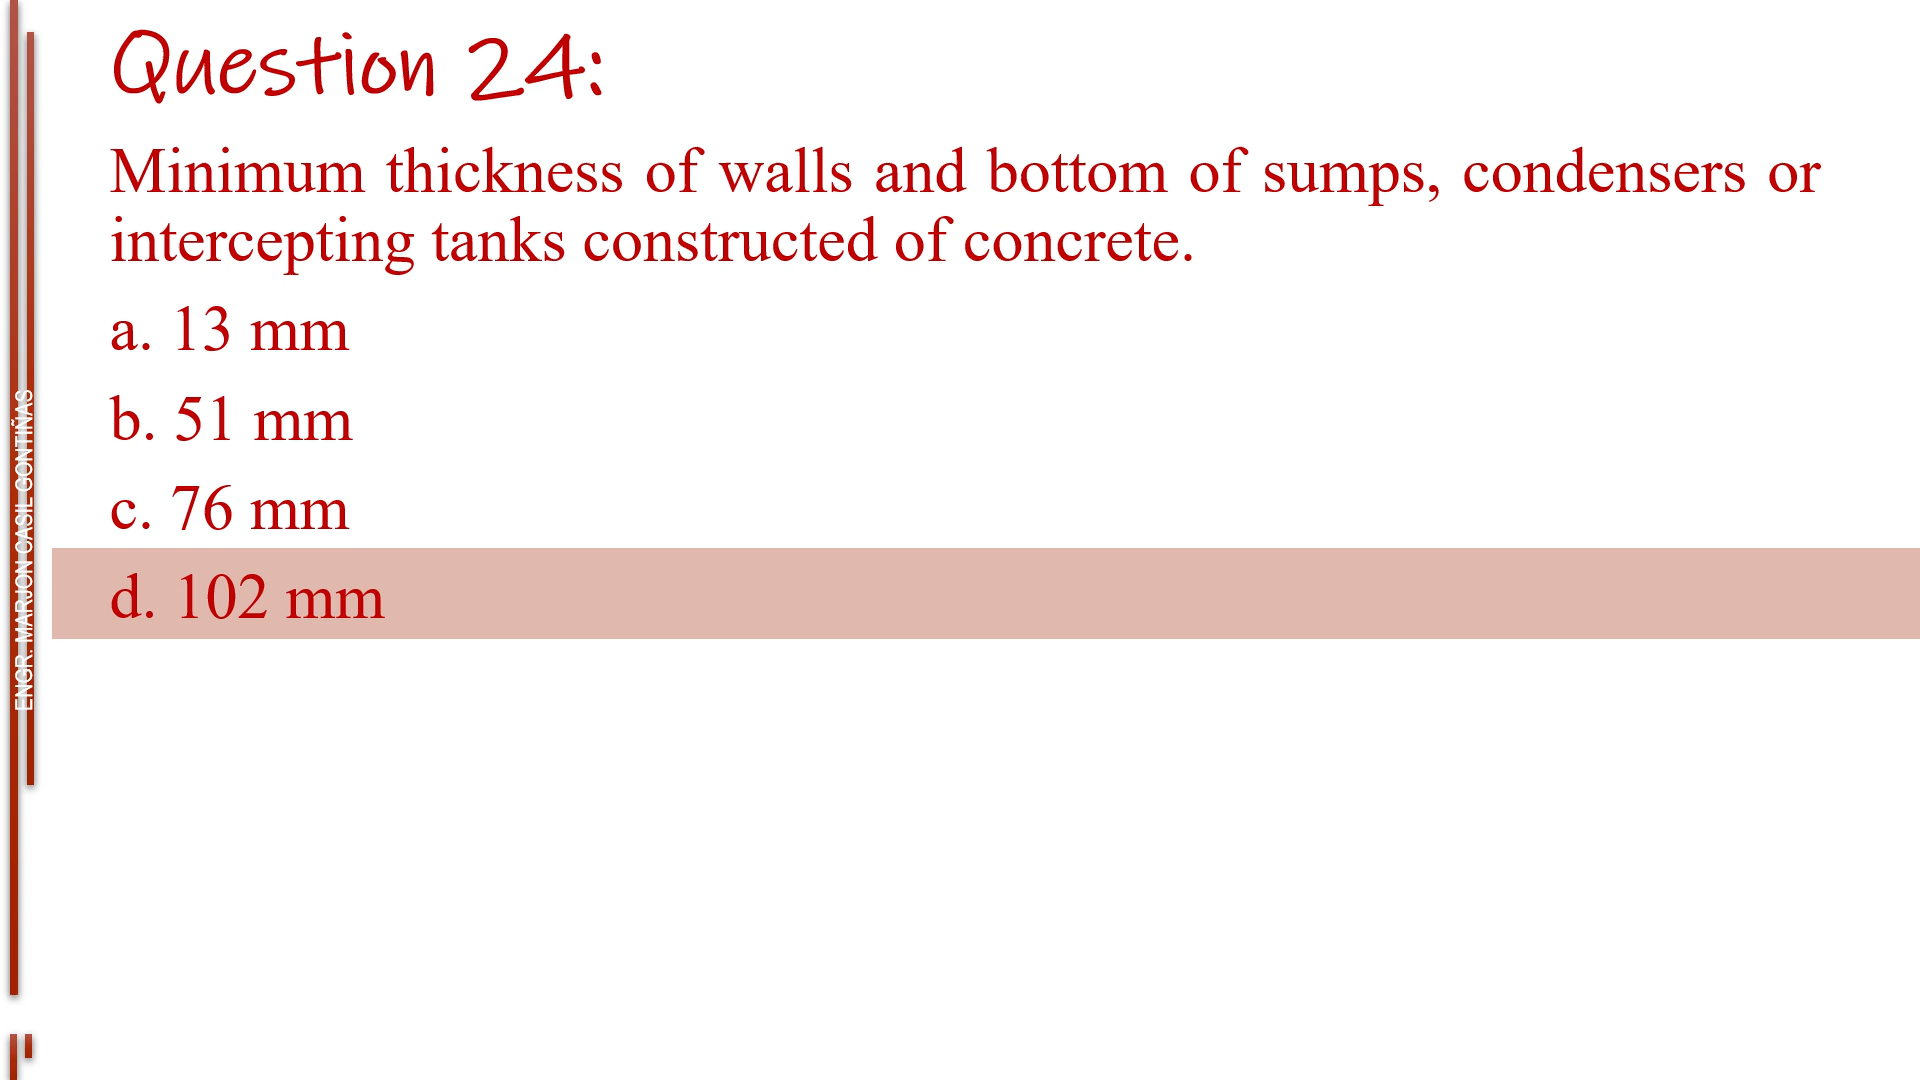 Question 24:
Minimum thickness of walls and bottom of sumps, condensers or
intercepting tanks constructed of concrete.
a. 13 mm
b. 51 mm
c. 76 mm
d. 102 mm
ENGR. MARJON CASIL GONTIÑAS